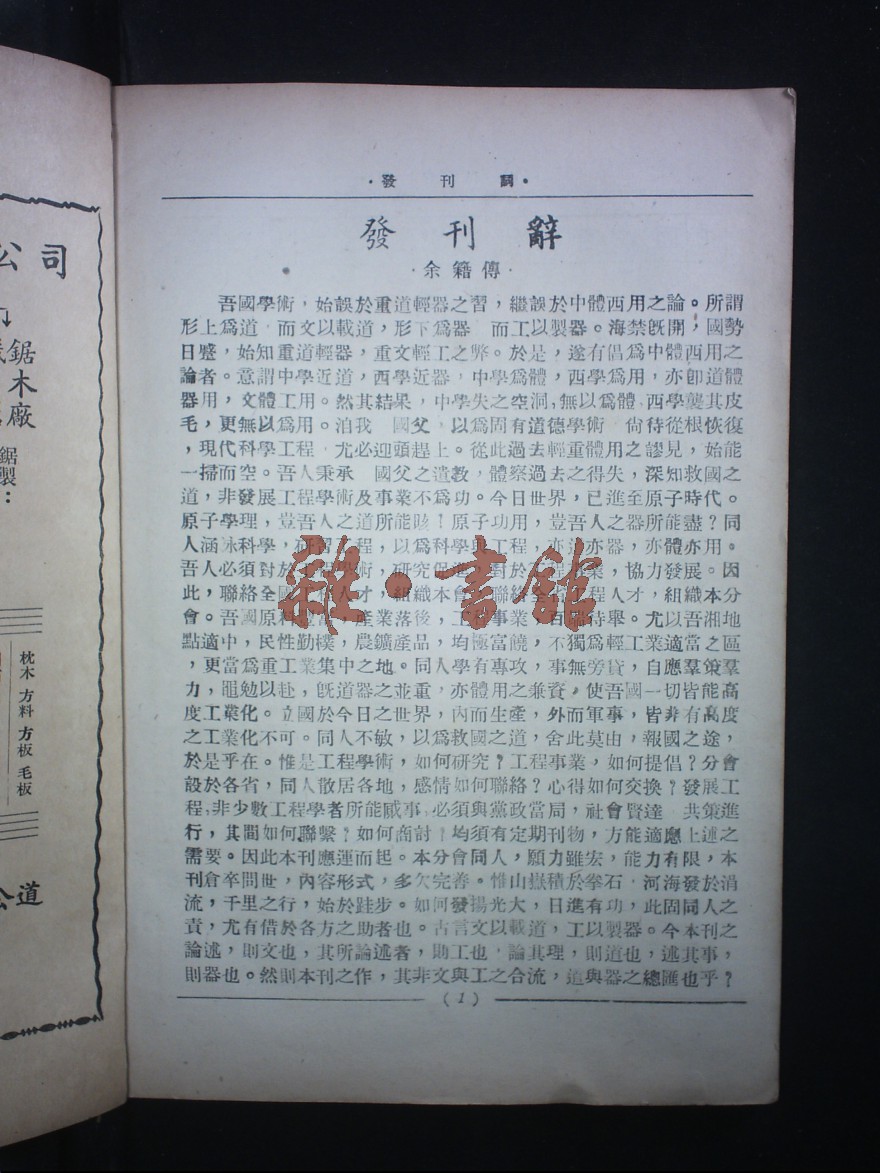 ·發刊詞·
發刊辭
·余籍傳·
吾國學術，始誤於重道輕器之習，繼誤於中體西用之論。所謂
形上爲道，而文以載道，形下爲器，而工以製器。海禁旣開，國勢
日蹙，始知重道輕器，重文輕工之弊。於是，遂有倡爲中體西用之
論者。意謂中學近道，西學近器，中學爲體，西學爲用，亦卽道體
器用，文體工用。然其結果，中學失之空洞，無以爲體，西學襲其皮
毛，更無以爲用。洎我　國父，以爲固有道德學術，尙待從根恢復
，現代科學工程，尤必迎頭趕上。從此過去輕重體用之謬見，始能
一掃而空。吾人秉承　國父之遺教，體察過去之得失，深知救國之
道，非發展工程學術及事業不爲功。今日世界，已進至原子時代。
原子學理，豈吾人之道所能賅！原子功用，豈吾人之器所能盡？同
人涵泳科學，研習工程，以爲科學與工程，亦道亦器，亦體亦用。
吾人必須對於工程學術，研究促進，對於工程事業，協力發展。因
此，聯絡全國工程人才，組織本會，聯絡全省工程人才，組織本分
會。吾國原料豐富，產業落後，工程事業，百端待舉。尤以吾湘地
點適中，民性勤樸，農鑛產品，均極富饒，不獨爲輕工業適當之區
，更當爲重工業集中之地。同人學有專攻，事無旁貸，自應羣策羣
力，黽勉以赴，旣道器之並重，亦體用之兼資。使吾國一切皆能高
度工業化。立國於今日之世界，內而生產，外而軍事，皆非有高度
之工業化不可。同人不敏，以爲救國之道，舍此莫由，報國之途，
於是乎在。惟是工程學術，如何研究？工程事業，如何提倡？分會
設於各省，同人散居各地，感情如何聯絡？心得如何交換？發展工
程，非少數工程學者所能臧事，必須與黨政當局，社會賢達　共策進
行，其間如何聯繫？如何商討？均須有定期刊物，方能適應上述之
需要。因此本刊應運而起。本分會同人，願力雖宏，能力有限，本
刊倉卒問世，內容形式，多欠完善。惟山嶽積於拳石，河海發於涓
流，千里之行，始於跬步。如何發揚光大，日進有功，此固同人之
責，尤有借於各方之助者也。古言文以載道，工以製器。今本刊之
論述，則文也，其所論述者，助工也，論其理，則道也，述其事，
則器也。然則本刊之作，其非文與工之合流，道與器之總匯也乎？
(1)
雜·書館
公司
鋸
木
廠
鋸
製
：
枕木 方料 方板 毛板
公道